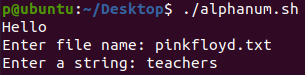 p@ubuntu:~/Desktop$ ./alphanum.sh
Hello
Enter file name: pinkfloyd.txt
Enter a string: teachers